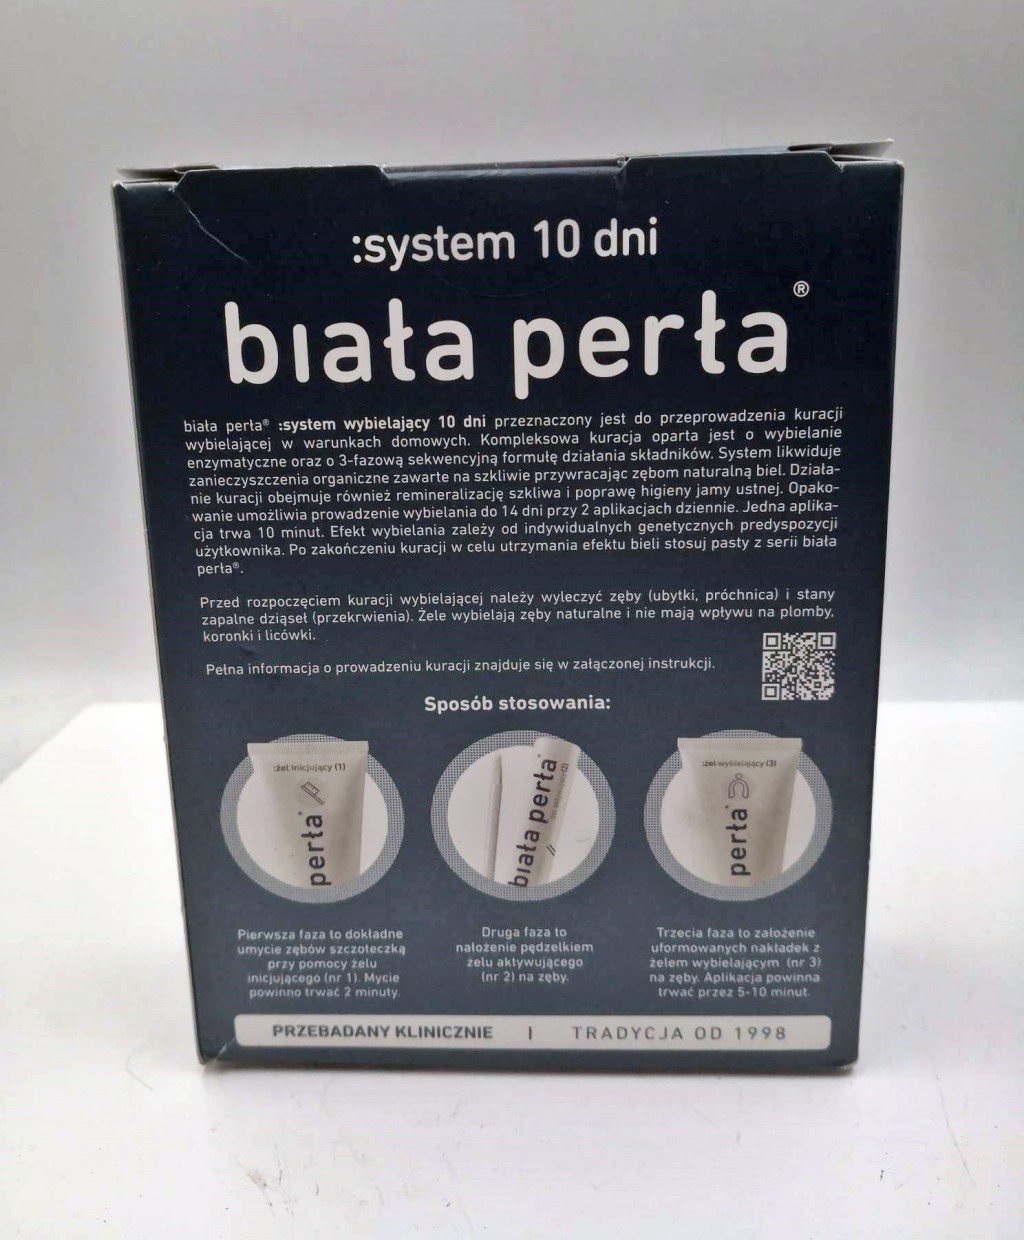 :system 10 dni
biała perła®
biała perła® :system wybielający 10 dni przeznaczony jest do przeprowadzenia kuracji
wybielającej w warunkach domowych. Kompleksowa kuracja oparta jest o wybielanie
enzymatyczne oraz o 3-fazową sekwencyjną formułę działania składników. System likwiduje
zanieczyszczenia organiczne zawarte na szkliwie przywracając zębom naturalną biel. Działa-
nie kuracji obejmuje również remineralizację szkliwa i poprawę higieny jamy ustnej. Opako-
wanie umożliwia prowadzenie wybielania do 14 dni przy 2 aplikacjach dziennie. Jedna aplika-
cja trwa 10 minut. Efekt wybielania zależy od indywidualnych genetycznych predyspozycji
użytkownika. Po zakończeniu kuracji w celu utrzymania efektu bieli stosuj pasty z serii biała
perła®.
Przed rozpoczęciem kuracji wybielającej należy wyleczyć zęby (ubytki, próchnica) i stany
zapalne dziąseł (przekrwienia). Żele wybielają zęby naturalne i nie mają wpływu na plomby,
koronki i licówki.
Pełna informacja o prowadzeniu kuracji znajduje się w załączonej instrukcji.
Sposób stosowania:
:żel inicjujący (1)
perła®
biała perła®
:żel aktywujący (2)
:żel wybielający (3)
perła®
Pierwsza faza to dokładne
umycie zębów szczoteczką
przy pomocy żelu
inicjującego (nr 1). Mycie
powinno trwać 2 minuty.
Druga faza to
nałożenie pędzelkiem
żelu aktywującego
(nr 2) na zęby.
Trzecia faza to założenie
uformowanych nakładek z
żelem wybielającym (nr 3)
na zęby. Aplikacja powinna
trwać przez 5-10 minut.
PRZEBADANY KLINICZNIE | TRADYCJA OD 1998